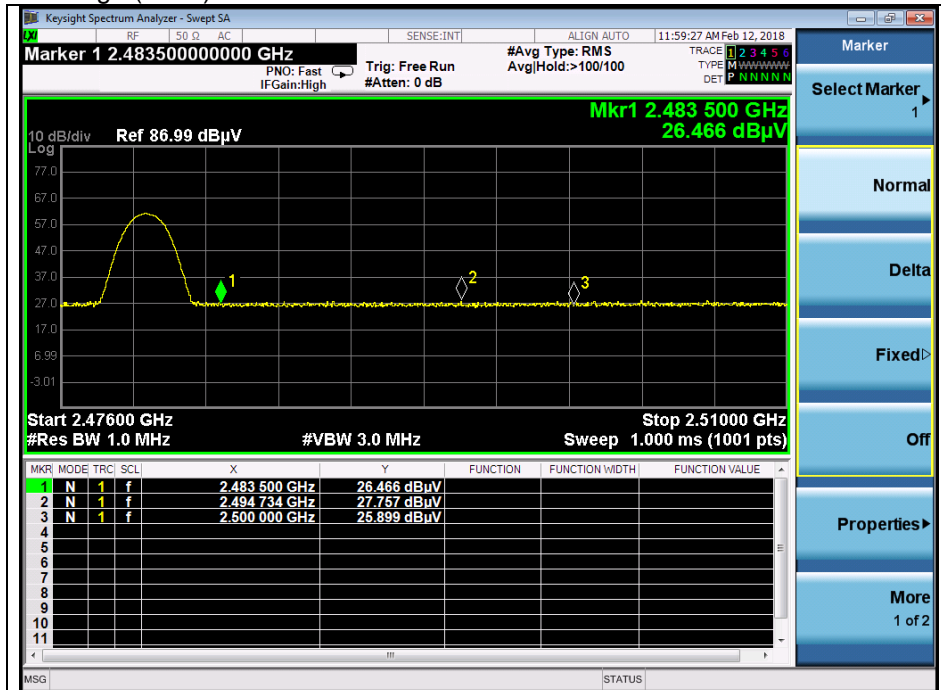 Keysight Spectrum Analyzer - Swept SA
LXI RF 50 Ω AC SENSE:INT ALIGN AUTO 11:59:27 AM Feb 12, 2018
Marker 1 2.483500000000 GHz
PNO: Fast
IFGain:High
Trig: Free Run
#Atten: 0 dB
#Avg Type: RMS
Avg|Hold:>100/100
TRACE 1 2 3 4 5 6
TYPE M WWWWW
DET P N N N N N
Mkr1 2.483 500 GHz
26.466 dBµV
10 dB/div Ref 86.99 dBµV
Log
77.0
67.0
57.0
47.0
37.0
27.0
17.0
6.99
-3.01
1
2
3
Start 2.47600 GHz Stop 2.51000 GHz
#Res BW 1.0 MHz #VBW 3.0 MHz Sweep 1.000 ms (1001 pts)
MKR MODE TRC SCL X Y FUNCTION FUNCTION WIDTH FUNCTION VALUE
1 N 1 f 2.483 500 GHz 26.466 dBµV
2 N 1 f 2.494 734 GHz 27.757 dBµV
3 N 1 f 2.500 000 GHz 25.899 dBµV
4
5
6
7
8
9
10
11
MSG STATUS
Marker
Select Marker
1
Normal
Delta
Fixed
Off
Properties
More
1 of 2